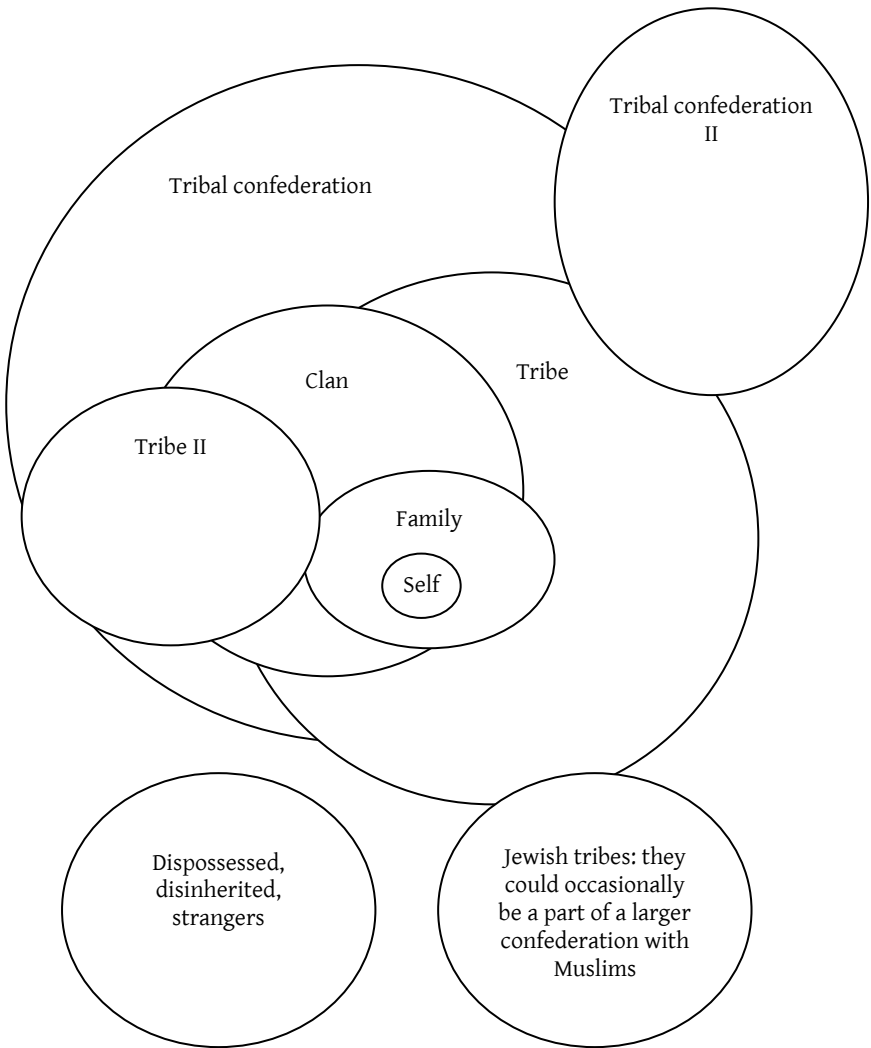 Tribal confederation
II
Tribal confederation
Tribe
Clan
Tribe II
Family
Self
Dispossessed,
disinherited,
strangers
Jewish tribes: they
could occasionally
be a part of a larger
confederation with
Muslims